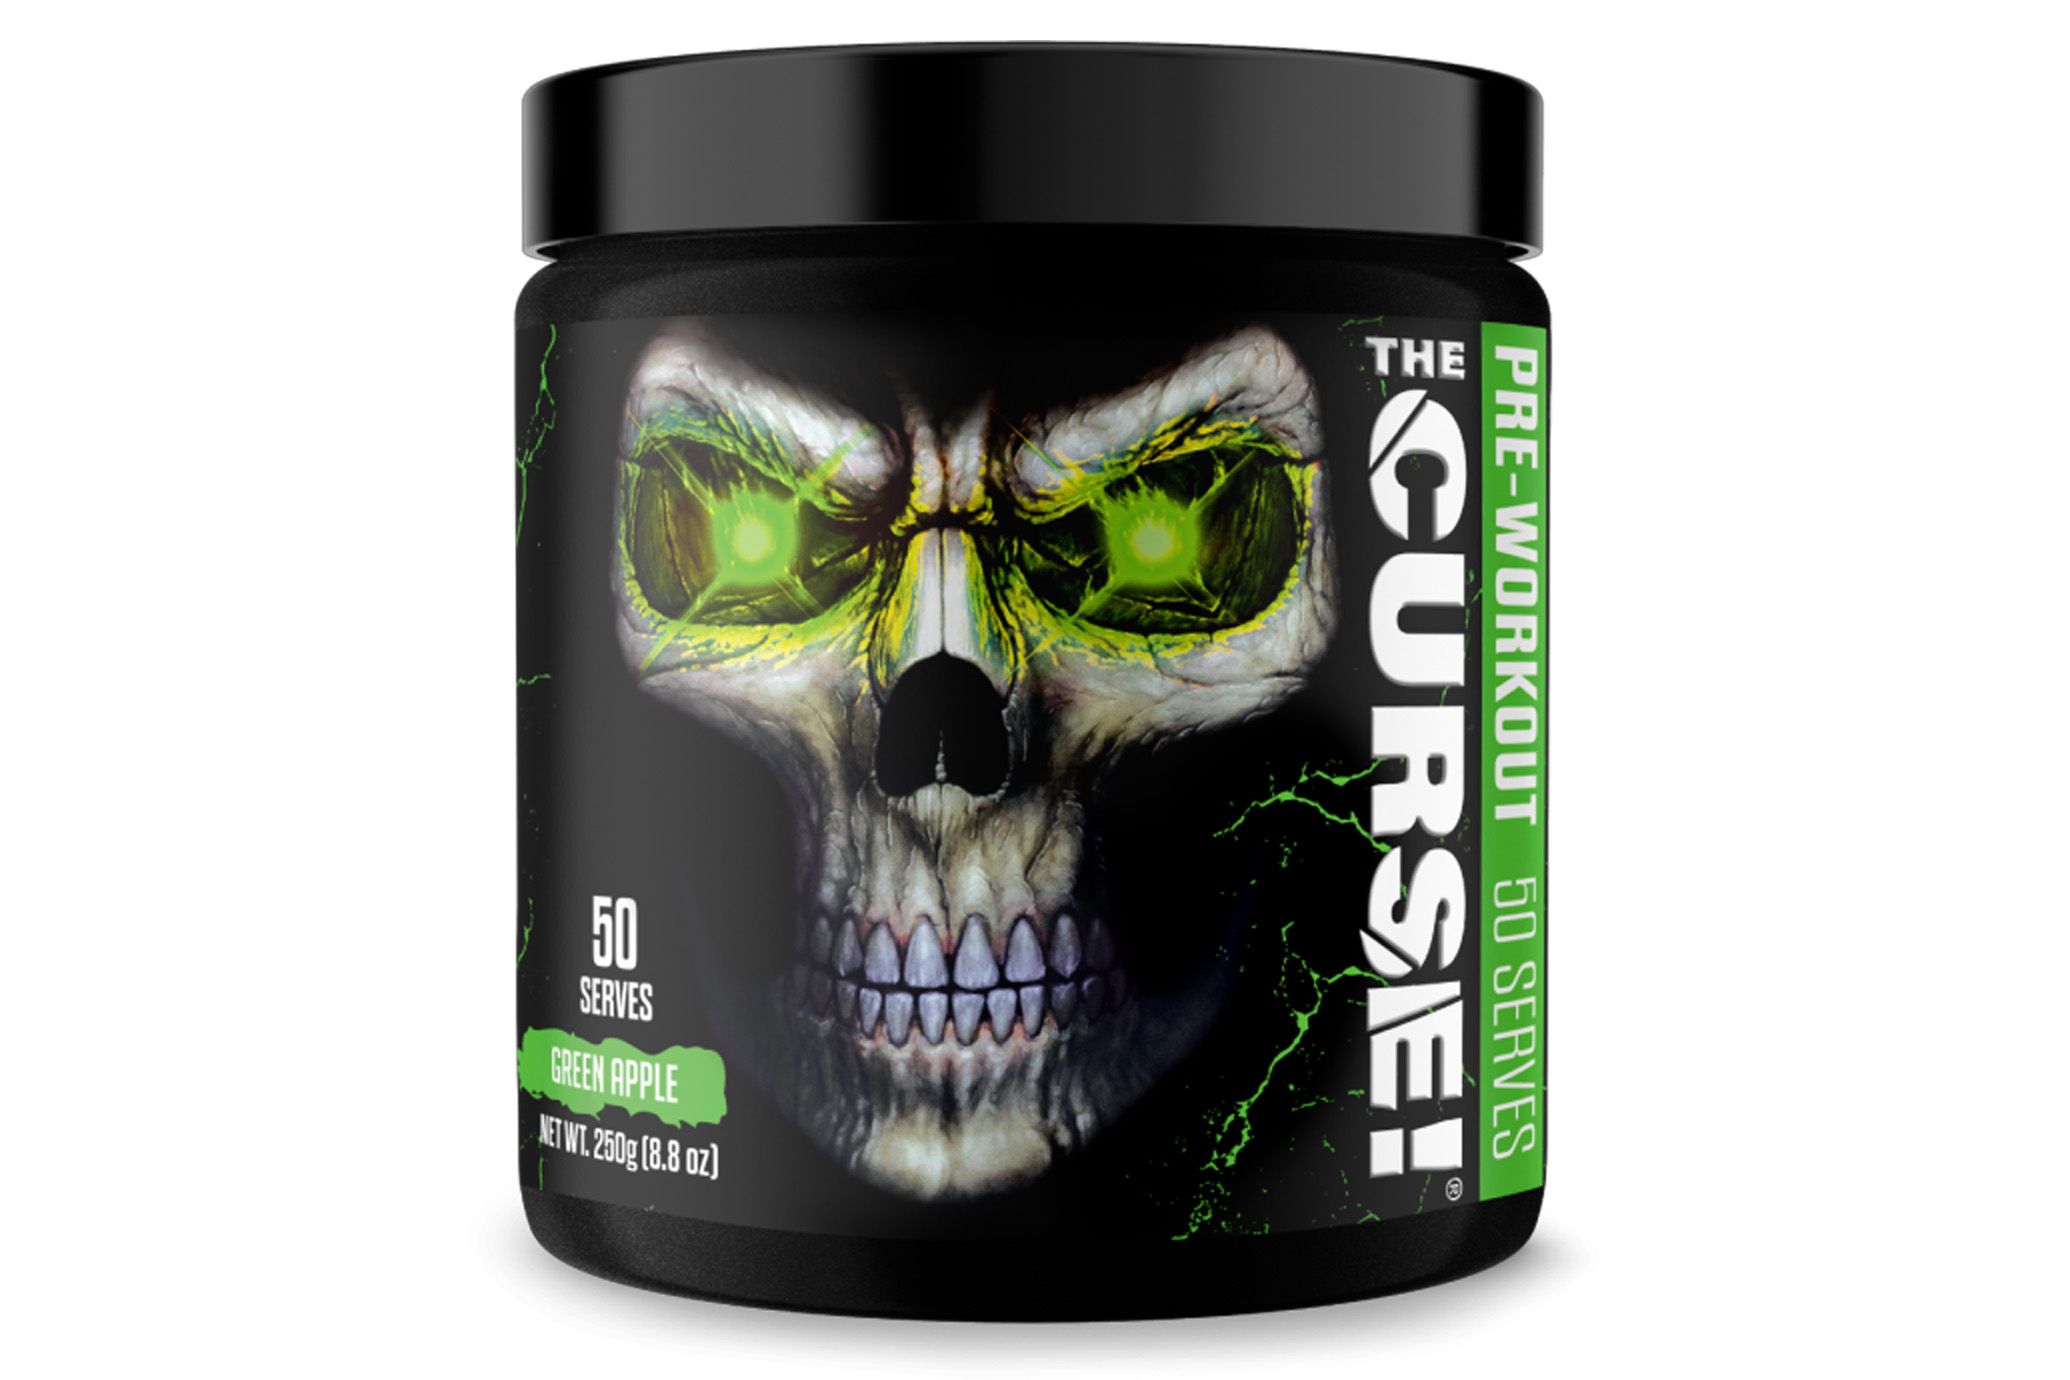 50
SERVES
GREEN APPLE
NET WT. 250g (8.8 oz)
THE
CURSE!
®
PRE-WORKOUT 50 SERVES